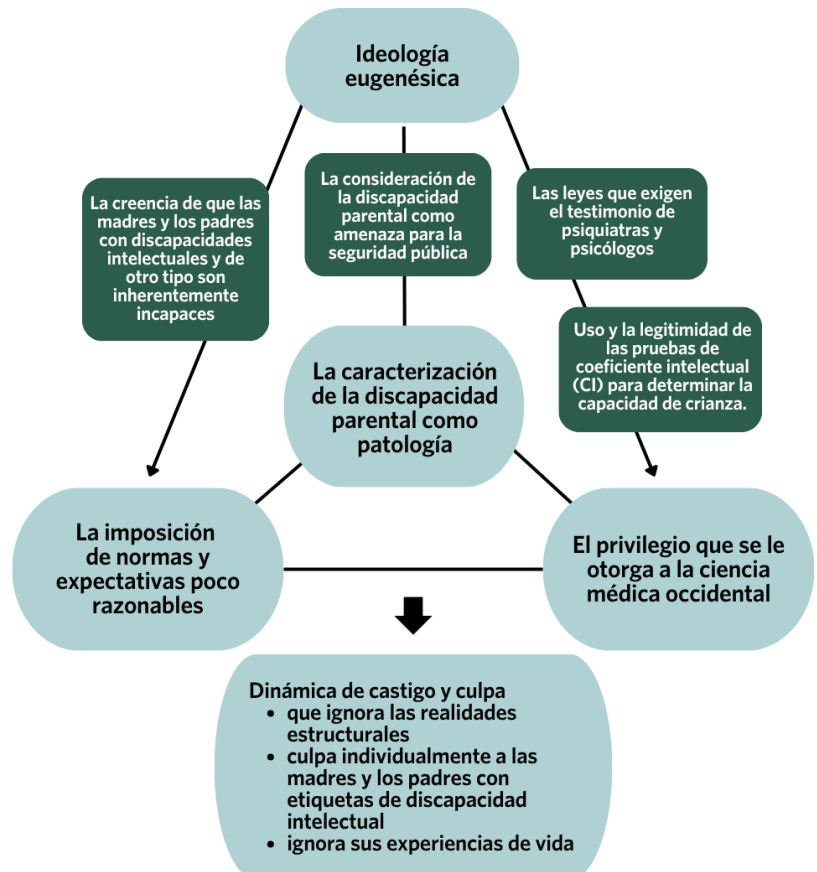 Ideología
eugenésica
La creencia de que las
madres y los padres
con discapacidades
intelectuales y de
otro tipo son
inherentemente
incapaces
La consideración de
la discapacidad
parental como
amenaza para la
seguridad pública
Las leyes que exigen
el testimonio de
psiquiatras y
psicólogos
Uso y la legitimidad de
las pruebas de
coeficiente intelectual
(CI) para determinar la
capacidad de crianza.
La caracterización
de la discapacidad
parental como
patología
La imposición
de normas y
expectativas poco
razonables
El privilegio que se le
otorga a la ciencia
médica occidental
Dinámica de castigo y culpa
• que ignora las realidades
estructurales
• culpa individualmente a las
madres y los padres con
etiquetas de discapacidad
intelectual
• ignora sus experiencias de vida